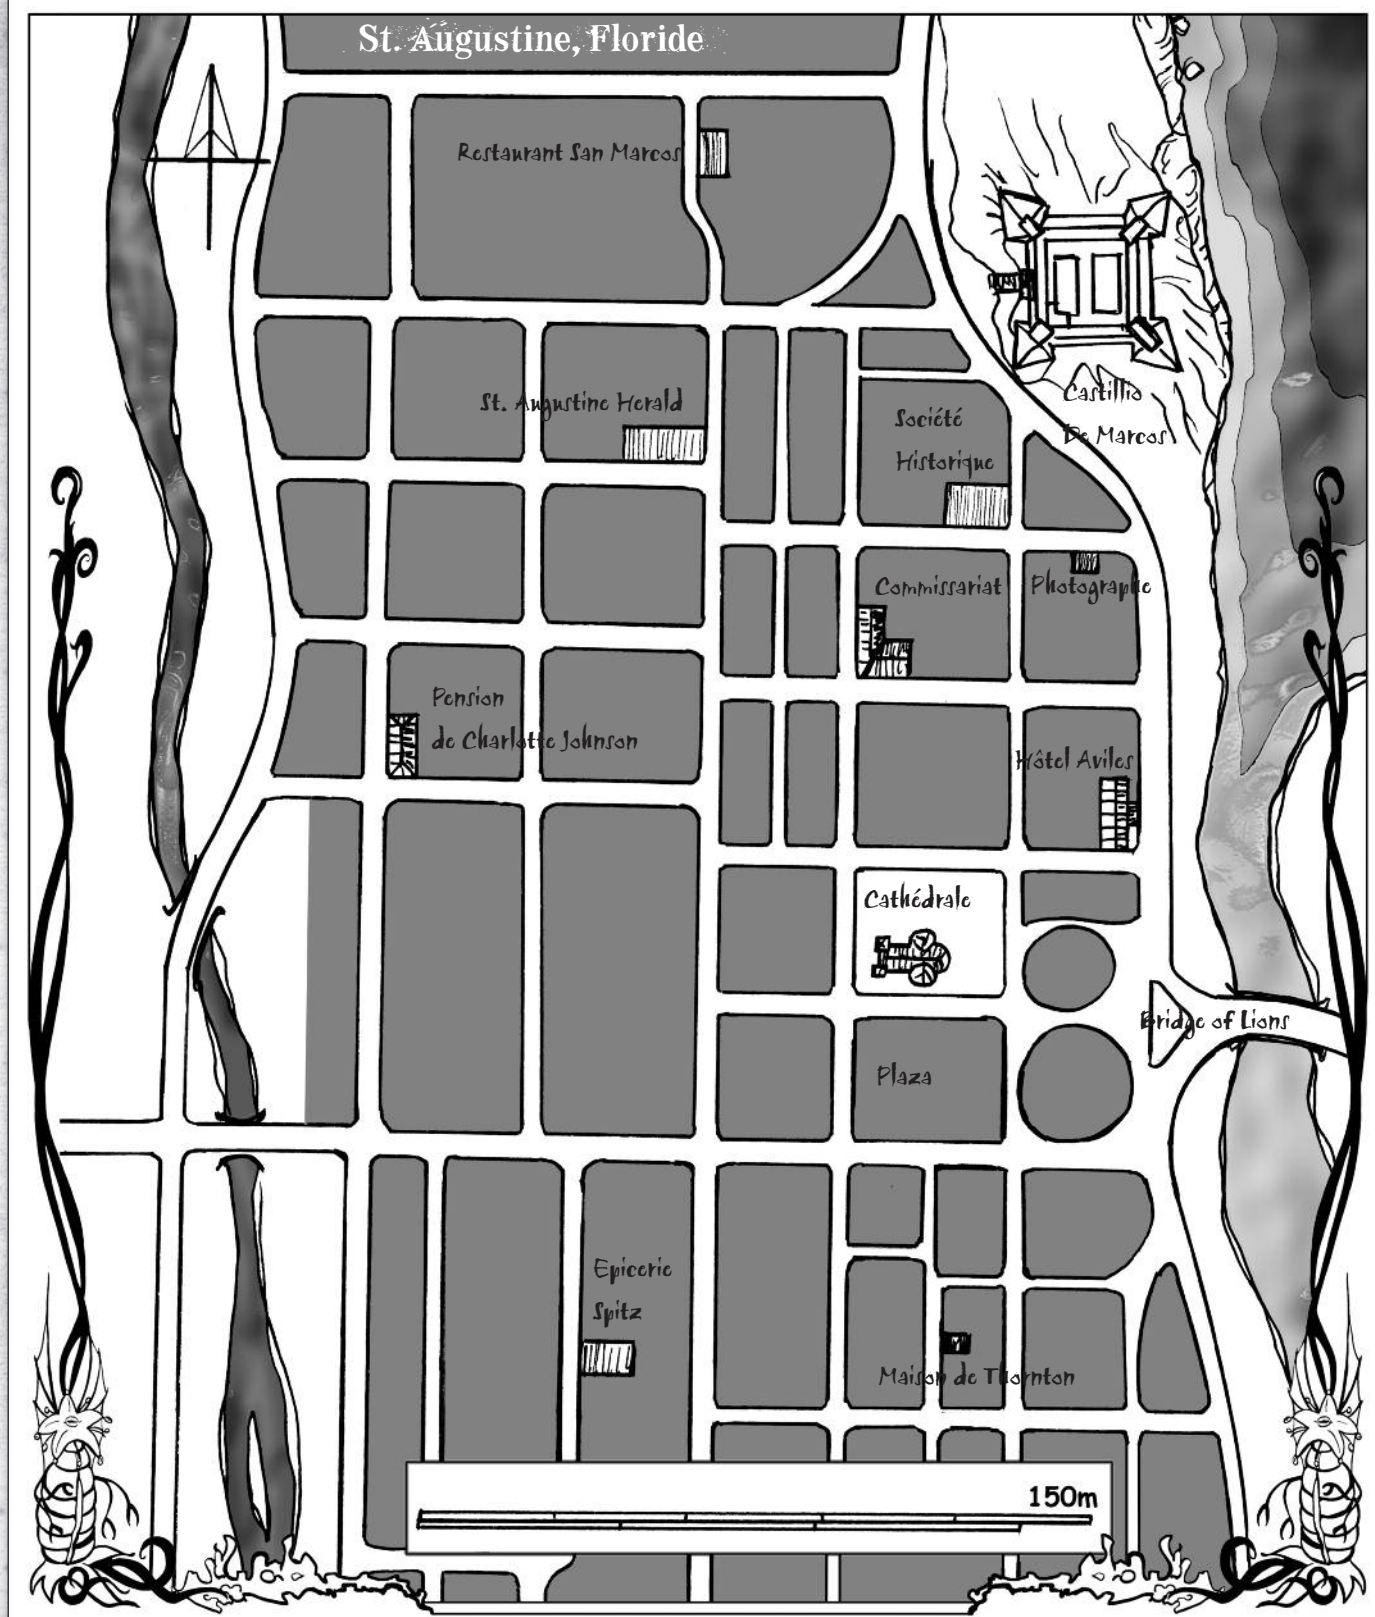 St. Augustine, Floride
Restaurant San Marcos
Castillio
De Marcos
St. Augustine Herald
Société
Historique
Commissariat
Photographe
Pension
de Charlotte Johnson
Hôtel Aviles
Cathédrale
Bridge of Lions
Plaza
Epicerie
Spitz
Maison de Thornton
150m